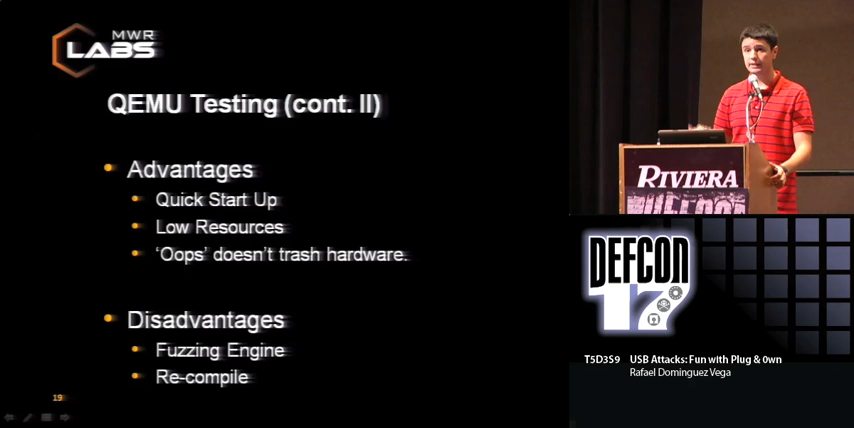 MWR
LABS
QEMU Testing (cont. II)
Advantages
Quick Start Up
Low Resources
‘Oops’ doesn’t trash hardware.
Disadvantages
Fuzzing Engine
Re-compile
19
RIVIERA
DEFCON
17
T5D3S9 USB Attacks: Fun with Plug & 0wn
Rafael Dominguez Vega